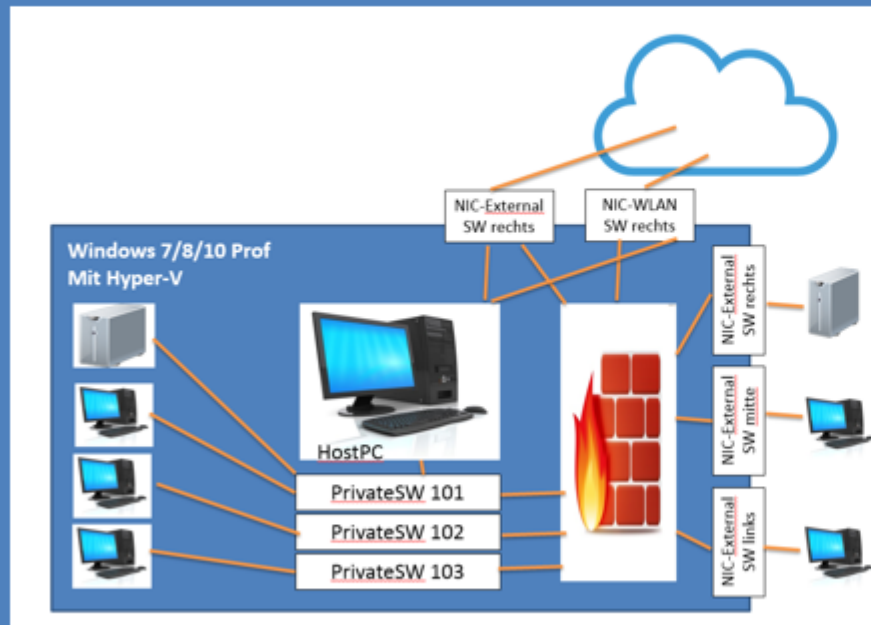 NIC-External
SW rechts
NIC-WLAN
SW rechts
Windows 7/8/10 Prof
Mit Hyper-V
NIC-External
SW rechts
HostPC
NIC-External
SW mitte
PrivateSW 101
PrivateSW 102
PrivateSW 103
NIC-External
SW links